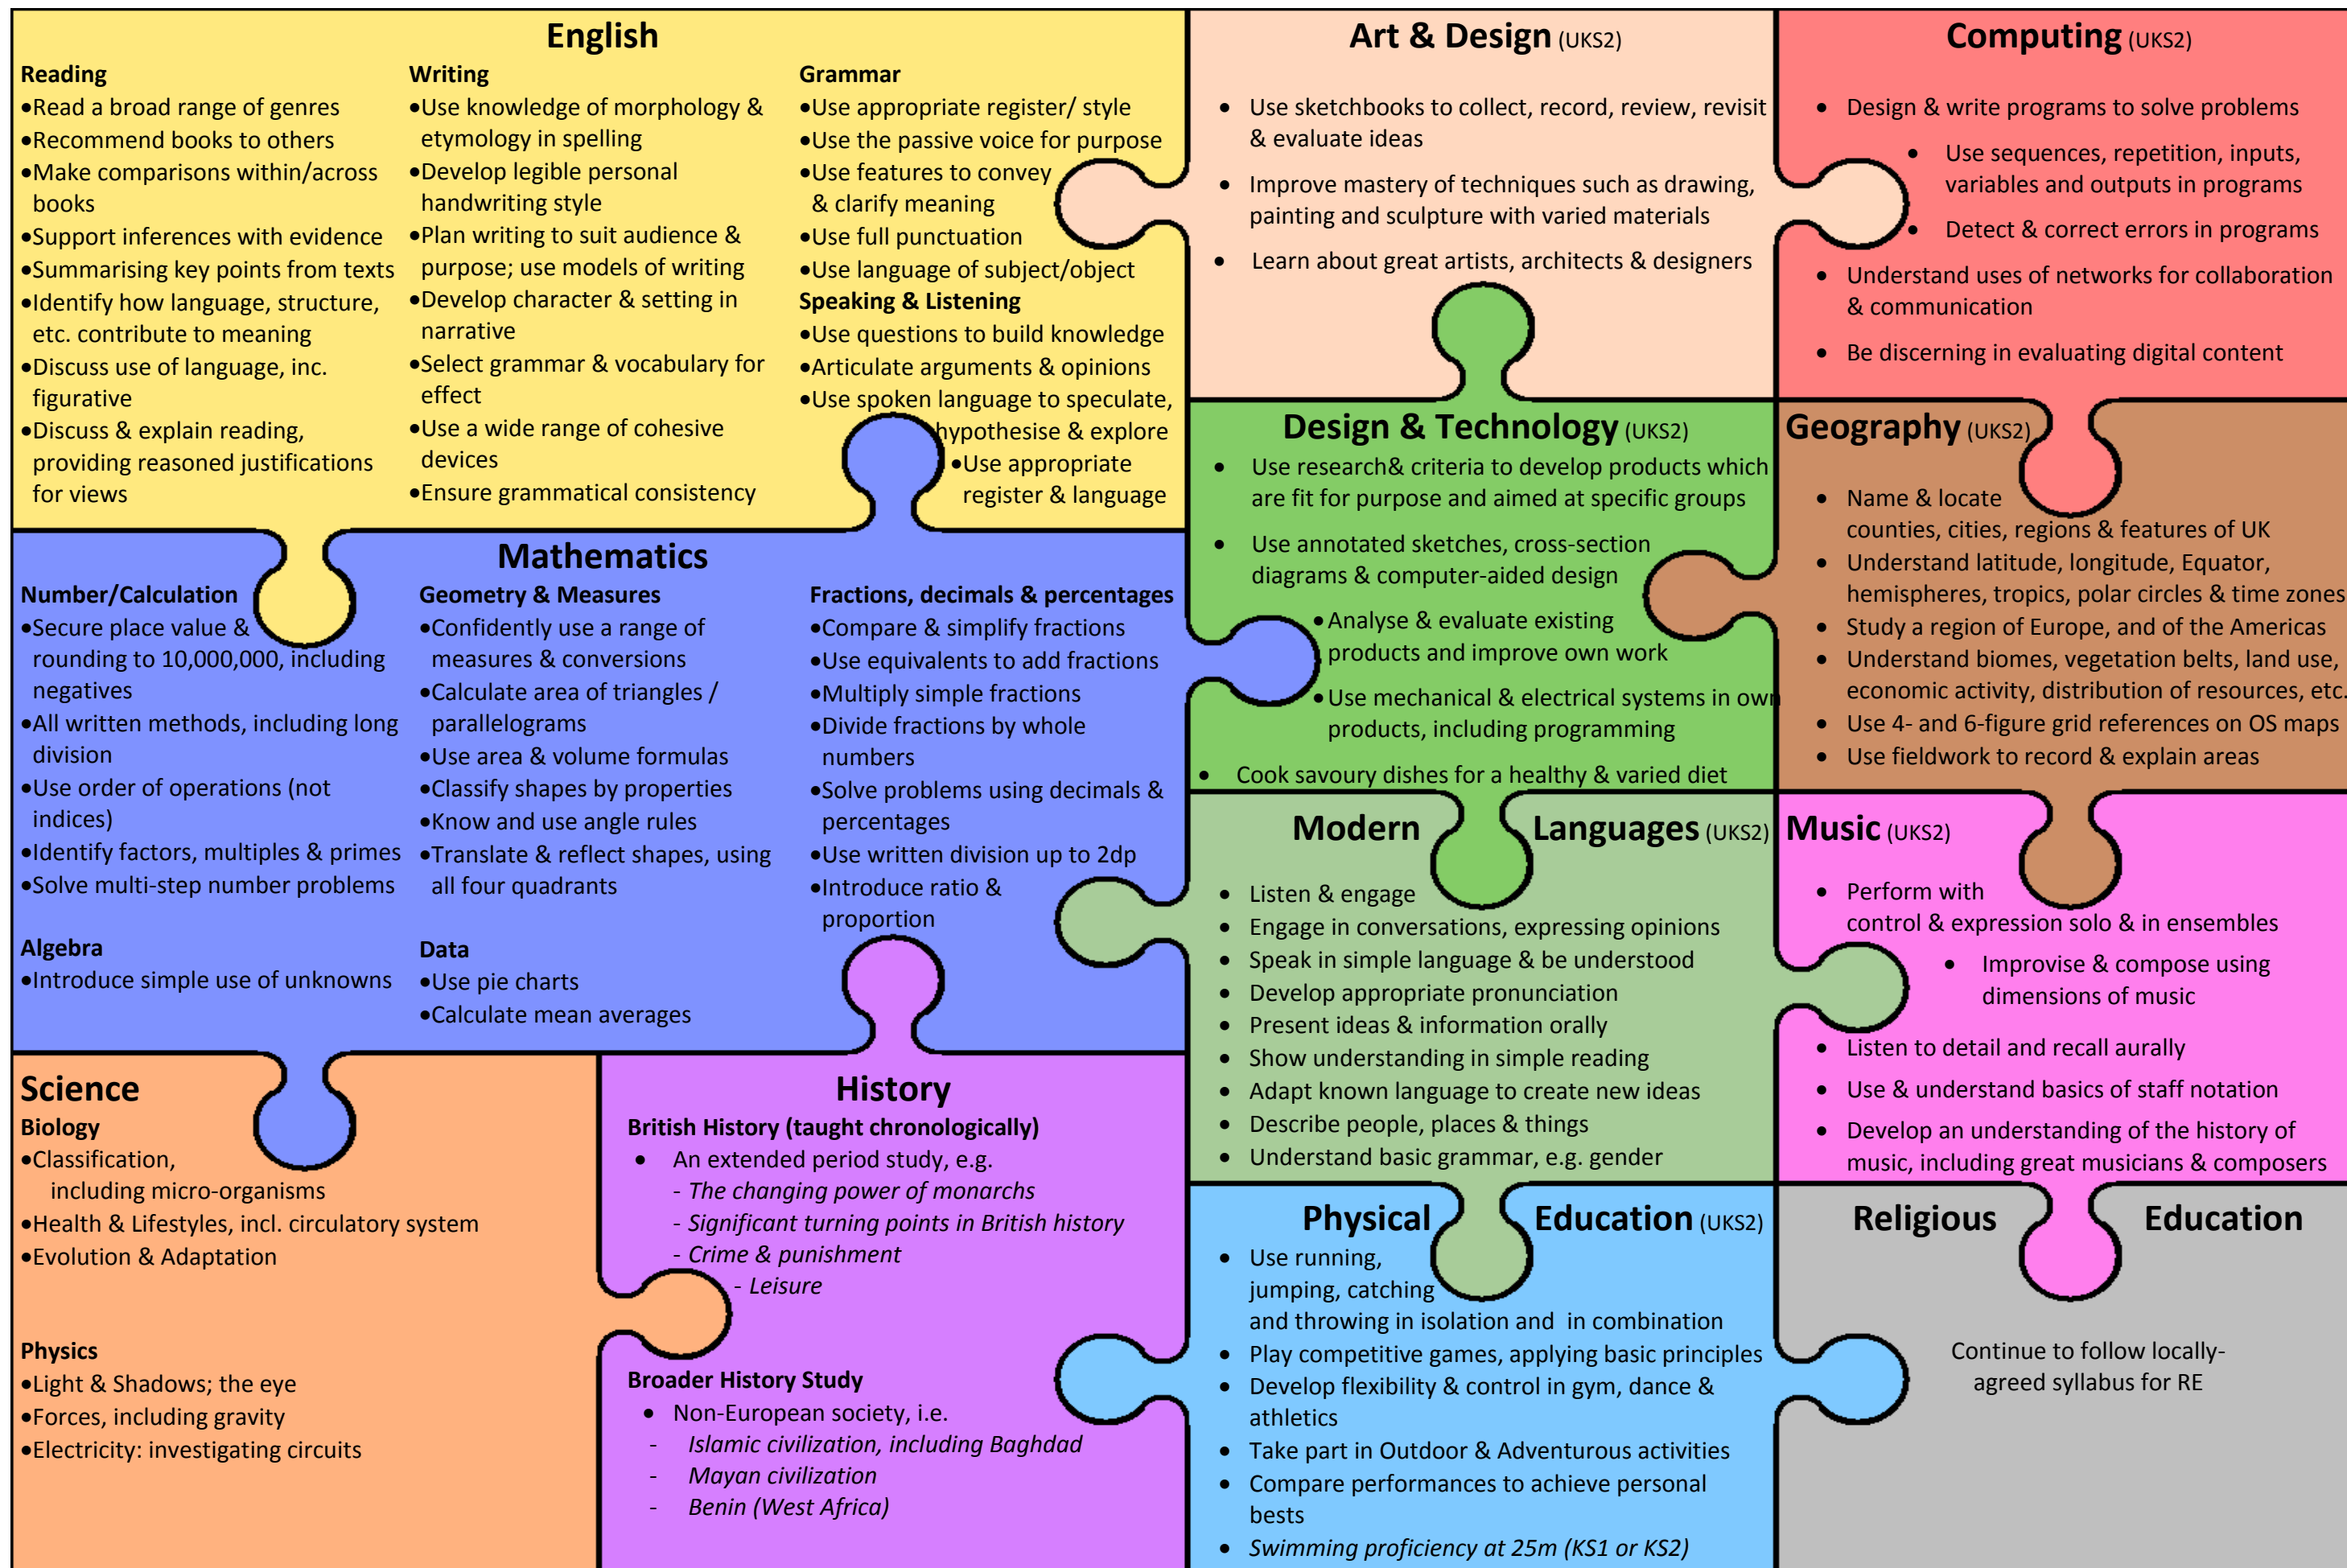 English
Reading
•Read a broad range of genres
•Recommend books to others
•Make comparisons within/across
books
•Support inferences with evidence
•Summarising key points from texts
•Identify how language, structure,
etc. contribute to meaning
•Discuss use of language, inc.
figurative
•Discuss & explain reading,
providing reasoned justifications
for views
Writing
•Use knowledge of morphology &
etymology in spelling
•Develop legible personal
handwriting style
•Plan writing to suit audience &
purpose; use models of writing
•Develop character & setting in
narrative
•Select grammar & vocabulary for
effect
•Use a wide range of cohesive
devices
•Ensure grammatical consistency
Grammar
•Use appropriate register/ style
•Use the passive voice for purpose
•Use features to convey
& clarify meaning
•Use full punctuation
•Use language of subject/object
Speaking & Listening
•Use questions to build knowledge
•Articulate arguments & opinions
•Use spoken language to speculate,
hypothesise & explore
•Use appropriate
register & language
Art & Design (UKS2)
• Use sketchbooks to collect, record, review, revisit
& evaluate ideas
• Improve mastery of techniques such as drawing,
painting and sculpture with varied materials
• Learn about great artists, architects & designers
Computing (UKS2)
• Design & write programs to solve problems
• Use sequences, repetition, inputs,
variables and outputs in programs
• Detect & correct errors in programs
• Understand uses of networks for collaboration
& communication
• Be discerning in evaluating digital content
Design & Technology (UKS2)
• Use research& criteria to develop products which
are fit for purpose and aimed at specific groups
• Use annotated sketches, cross-section
diagrams & computer-aided design
• Analyse & evaluate existing
products and improve own work
• Use mechanical & electrical systems in own
products, including programming
• Cook savoury dishes for a healthy & varied diet
Geography (UKS2)
• Name & locate
counties, cities, regions & features of UK
• Understand latitude, longitude, Equator,
hemispheres, tropics, polar circles & time zones
• Study a region of Europe, and of the Americas
• Understand biomes, vegetation belts, land use,
economic activity, distribution of resources, etc.
• Use 4- and 6-figure grid references on OS maps
• Use fieldwork to record & explain areas
Mathematics
Number/Calculation
•Secure place value &
rounding to 10,000,000, including
negatives
•All written methods, including long
division
•Use order of operations (not
indices)
•Identify factors, multiples & primes
•Solve multi-step number problems
Algebra
•Introduce simple use of unknowns
Geometry & Measures
•Confidently use a range of
measures & conversions
•Calculate area of triangles /
parallelograms
•Use area & volume formulas
•Classify shapes by properties
•Know and use angle rules
•Translate & reflect shapes, using
all four quadrants
Data
•Use pie charts
•Calculate mean averages
Fractions, decimals & percentages
•Compare & simplify fractions
•Use equivalents to add fractions
•Multiply simple fractions
•Divide fractions by whole
numbers
•Solve problems using decimals &
percentages
•Use written division up to 2dp
•Introduce ratio &
proportion
Modern Languages (UKS2)
• Listen & engage
• Engage in conversations, expressing opinions
• Speak in simple language & be understood
• Develop appropriate pronunciation
• Present ideas & information orally
• Show understanding in simple reading
• Adapt known language to create new ideas
• Describe people, places & things
• Understand basic grammar, e.g. gender
Music (UKS2)
• Perform with
control & expression solo & in ensembles
• Improvise & compose using
dimensions of music
• Listen to detail and recall aurally
• Use & understand basics of staff notation
• Develop an understanding of the history of
music, including great musicians & composers
Science
Biology
•Classification,
including micro-organisms
•Health & Lifestyles, incl. circulatory system
•Evolution & Adaptation
Physics
•Light & Shadows; the eye
•Forces, including gravity
•Electricity: investigating circuits
History
British History (taught chronologically)
• An extended period study, e.g.
- The changing power of monarchs
- Significant turning points in British history
- Crime & punishment
- Leisure
Broader History Study
• Non-European society, i.e.
- Islamic civilization, including Baghdad
- Mayan civilization
- Benin (West Africa)
Physical Education (UKS2)
• Use running,
jumping, catching
and throwing in isolation and in combination
• Play competitive games, applying basic principles
• Develop flexibility & control in gym, dance &
athletics
• Take part in Outdoor & Adventurous activities
• Compare performances to achieve personal
bests
• Swimming proficiency at 25m (KS1 or KS2)
Religious Education
Continue to follow locally-
agreed syllabus for RE